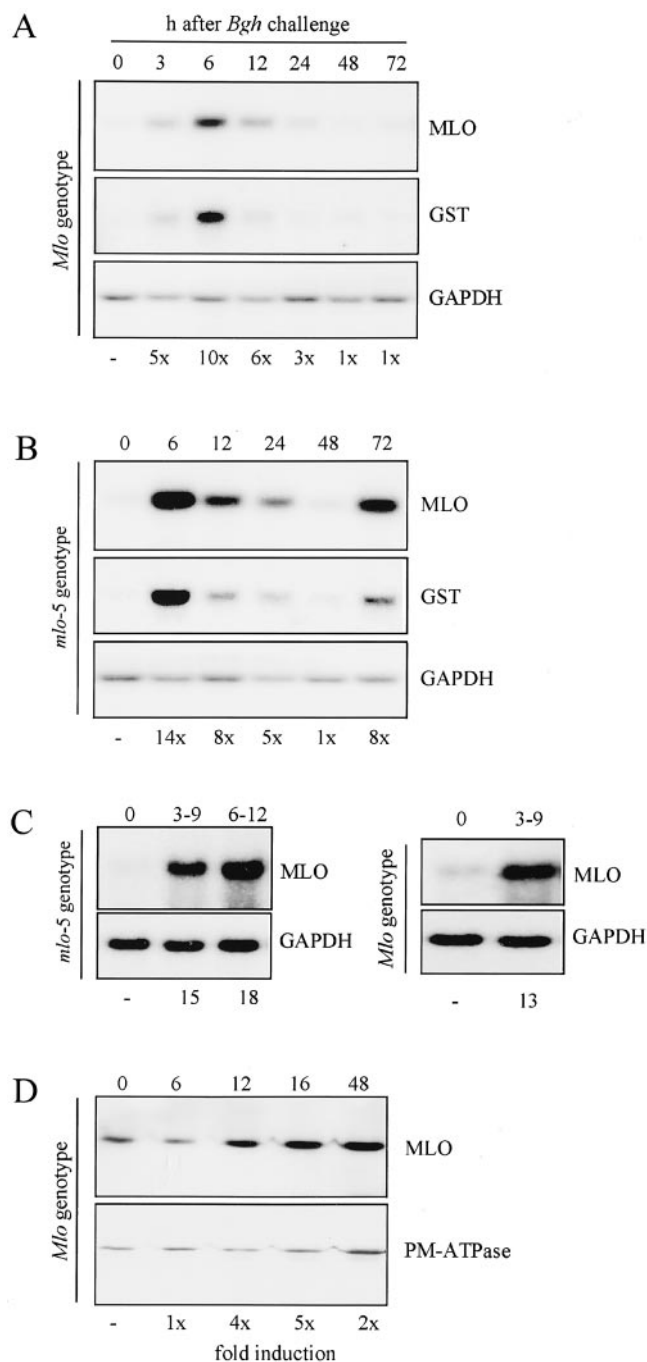 A
h after Bgh challenge
0 3 6 12 24 48 72
Mlo genotype
MLO
GST
GAPDH
- 5x 10x 6x 3x 1x 1x
B
0 6 12 24 48 72
mlo-5 genotype
MLO
GST
GAPDH
- 14x 8x 5x 1x 8x
C
0 3-9 6-12
mlo-5 genotype
MLO
GAPDH
- 15 18
0 3-9
Mlo genotype
MLO
GAPDH
- 13
D
0 6 12 16 48
Mlo genotype
MLO
PM-ATPase
- 1x 4x 5x 2x
fold induction